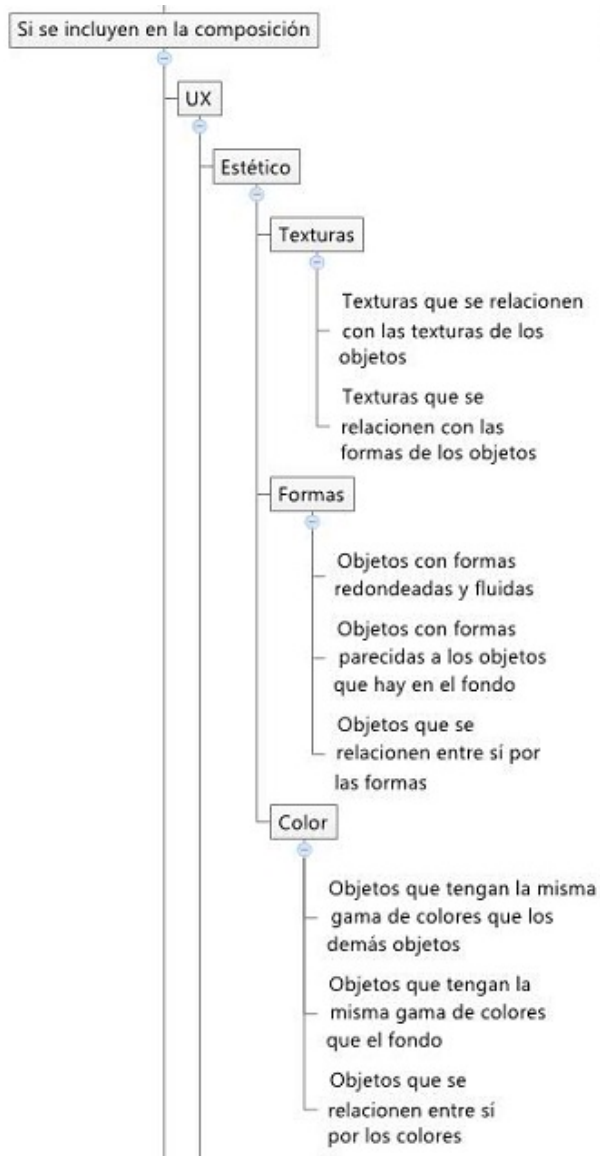 Si se incluyen en la composición
UX
Estético
Texturas
Texturas que se relacionen
con las texturas de los
objetos
Texturas que se
relacionen con las
formas de los objetos
Formas
Objetos con formas
redondeadas y fluidas
Objetos con formas
parecidas a los objetos
que hay en el fondo
Objetos que se
relacionen entre sí por
las formas
Color
Objetos que tengan la misma
gama de colores que los
demás objetos
Objetos que tengan la
misma gama de colores
que el fondo
Objetos que se
relacionen entre sí
por los colores